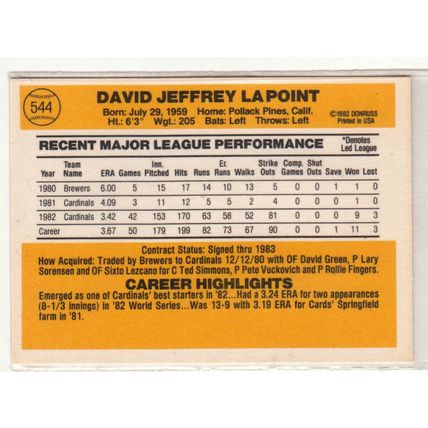 544
DAVID JEFFREY LAPOINT
Born: July 29, 1959 Home: Pollack Pines, Calif.
Ht.: 6'3" Wgt.: 205 Bats: Left Throws: Left
©1982 DONRUSS
Printed in USA
RECENT MAJOR LEAGUE PERFORMANCE
*Denotes
Led League
Year Team Name ERA Games Inn. Pitched Hits Runs Er. Runs Walks Strike Outs Comp. Games Shut Outs Save Won Lost
1980 Brewers 6.00 5 15 17 14 10 13 5 0 0 1 1 0
1981 Cardinals 4.09 3 11 12 5 5 2 4 0 0 0 1 0
1982 Cardinals 3.42 42 153 170 63 58 52 81 0 0 0 9 3
Career 3.67 50 179 199 82 73 67 90 0 0 1 11 3
Contract Status: Signed thru 1983
How Acquired: Traded by Brewers to Cardinals 12/12/80 with OF David Green, P Lary
Sorensen and OF Sixto Lezcano for C Ted Simmons, P Pete Vuckovich and P Rollie Fingers.
CAREER HIGHLIGHTS
Emerged as one of Cardinals' best starters in '82...Had a 3.24 ERA for two appearances
(8-1/3 innings) in '82 World Series...Was 13-9 with 3.19 ERA for Cards' Springfield
farm in '81.